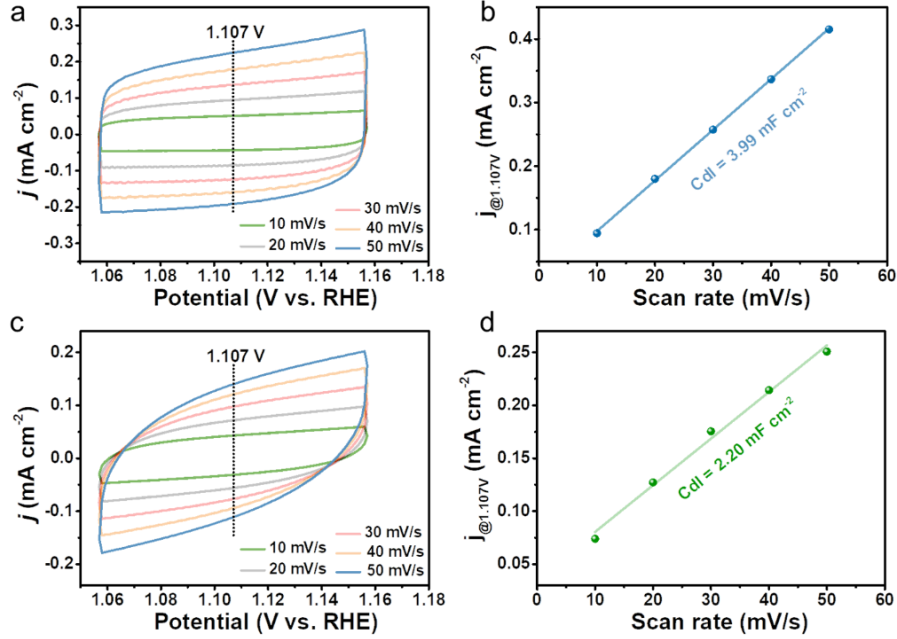 a
j (mA cm-2)
0.3
0.2
0.1
0.0
-0.1
-0.2
-0.3
1.107 V
10 mV/s
20 mV/s
30 mV/s
40 mV/s
50 mV/s
1.06 1.08 1.10 1.12 1.14 1.16 1.18
Potential (V vs. RHE)
b
j@1.107V (mA cm-2)
0.4
0.3
0.2
0.1
Cdl = 3.99 mF cm-2
0 10 20 30 40 50 60
Scan rate (mV/s)
c
j (mA cm-2)
0.2
0.1
0.0
-0.1
-0.2
1.107 V
10 mV/s
20 mV/s
30 mV/s
40 mV/s
50 mV/s
1.06 1.08 1.10 1.12 1.14 1.16 1.18
Potential (V vs. RHE)
d
j@1.107V (mA cm-2)
0.25
0.20
0.15
0.10
0.05
Cdl = 2.20 mF cm-2
0 10 20 30 40 50 60
Scan rate (mV/s)